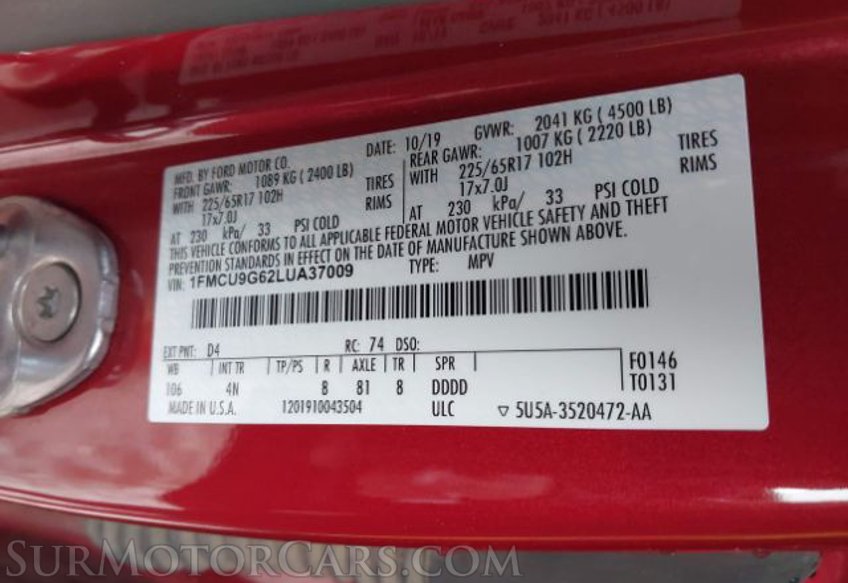 MFD. BY FORD MOTOR CO. DATE: 10/19 GVWR: 2041 KG ( 4500 LB)
FRONT GAWR: 1089 KG ( 2400 LB) REAR GAWR: 1007 KG ( 2220 LB)
WITH 225/65R17 102H TIRES WITH 225/65R17 102H TIRES
17x7.0J RIMS 17x7.0J RIMS
AT 230 kPa/ 33 PSI COLD AT 230 kPa/ 33 PSI COLD
THIS VEHICLE CONFORMS TO ALL APPLICABLE FEDERAL MOTOR VEHICLE SAFETY AND THEFT
PREVENTION STANDARDS IN EFFECT ON THE DATE OF MANUFACTURE SHOWN ABOVE.
VIN: 1FMCU9G62LUA37009 TYPE: MPV
EXT PNT: D4 RC: 74 DSO:
WB INT TR TP/PS R AXLE TR SPR F0146
106 4N 8 81 8 DDDD T0131
MADE IN U.S.A. 1201910043504 ULC ▽ 5U5A-3520472-AA
SURMOTORCARS.COM